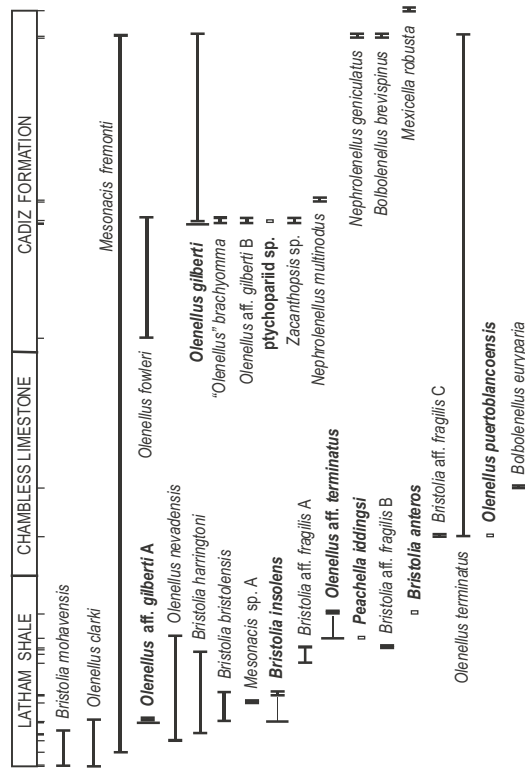 LATHAM SHALE
CHAMBLESS LIMESTONE
CADIZ FORMATION
Bristolia mohavensis
Olenellus clarki
Mesonacis fremonti
Olenellus aff. gilberti A
Olenellus fowleri
Olenellus nevadensis
Bristolia harringtoni
Olenellus gilberti
Bristolia bristolensis
"Olenellus" brachyomma
Mesonacis sp. A
Olenellus aff. gilberti B
Bristolia insolens
ptychopariid sp.
Bristolia aff. fragilis A
Zacanthopsis sp.
Olenellus aff. terminatus
Nephrolenellus multinodus
Peachella iddingsi
Nephrolenellus geniculatus
Bristolia aff. fragilis B
Bolbolenellus brevispinus
Bristolia anteros
Mexicella robusta
Bristolia aff. fragilis C
Olenellus terminatus
Olenellus puertoblancoensis
Bolbolenellus euryparia